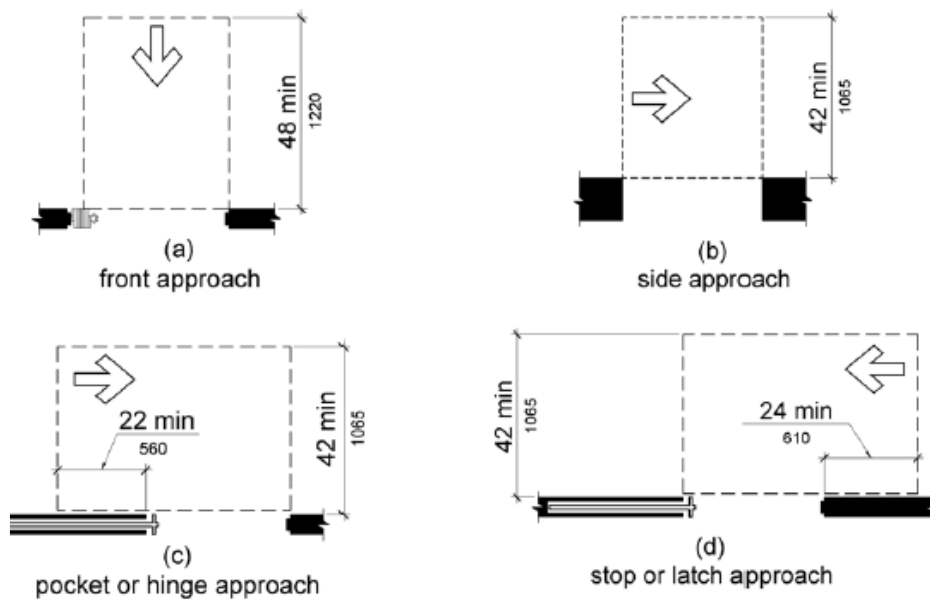 48 min
1220
(a)
front approach
42 min
1065
(b)
side approach
22 min
560
42 min
1065
(c)
pocket or hinge approach
42 min
1065
24 min
610
(d)
stop or latch approach